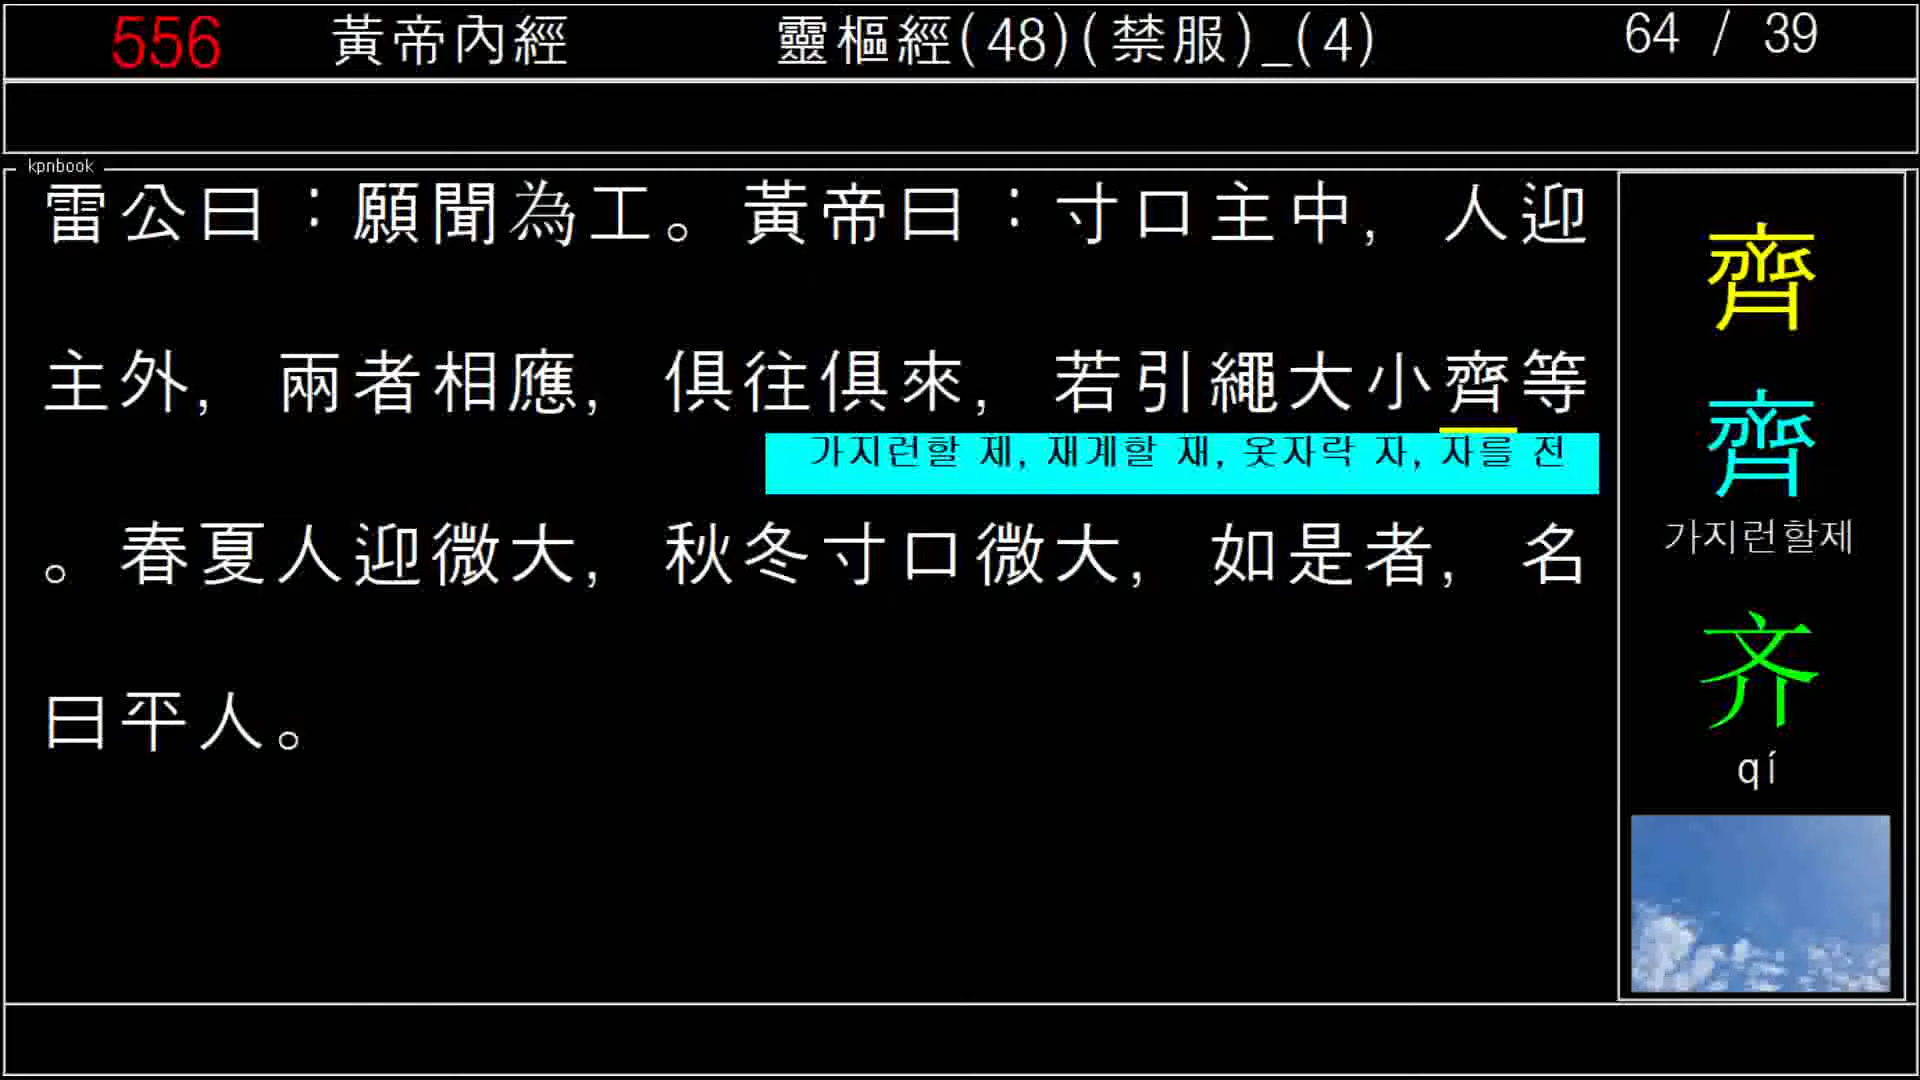 556 黃帝內經 靈樞經(48)(禁服)_(4) 64 / 39
kpnbook
雷公曰：願聞為工。黃帝曰：寸口主中, 人迎
主外, 兩者相應, 俱往俱來, 若引繩大小齊等
가지런할 제, 재계할 재, 옷자락 자, 자를 전
。春夏人迎微大, 秋冬寸口微大, 如是者, 名
曰平人。
齊
齊
가지런할제
齐
qí